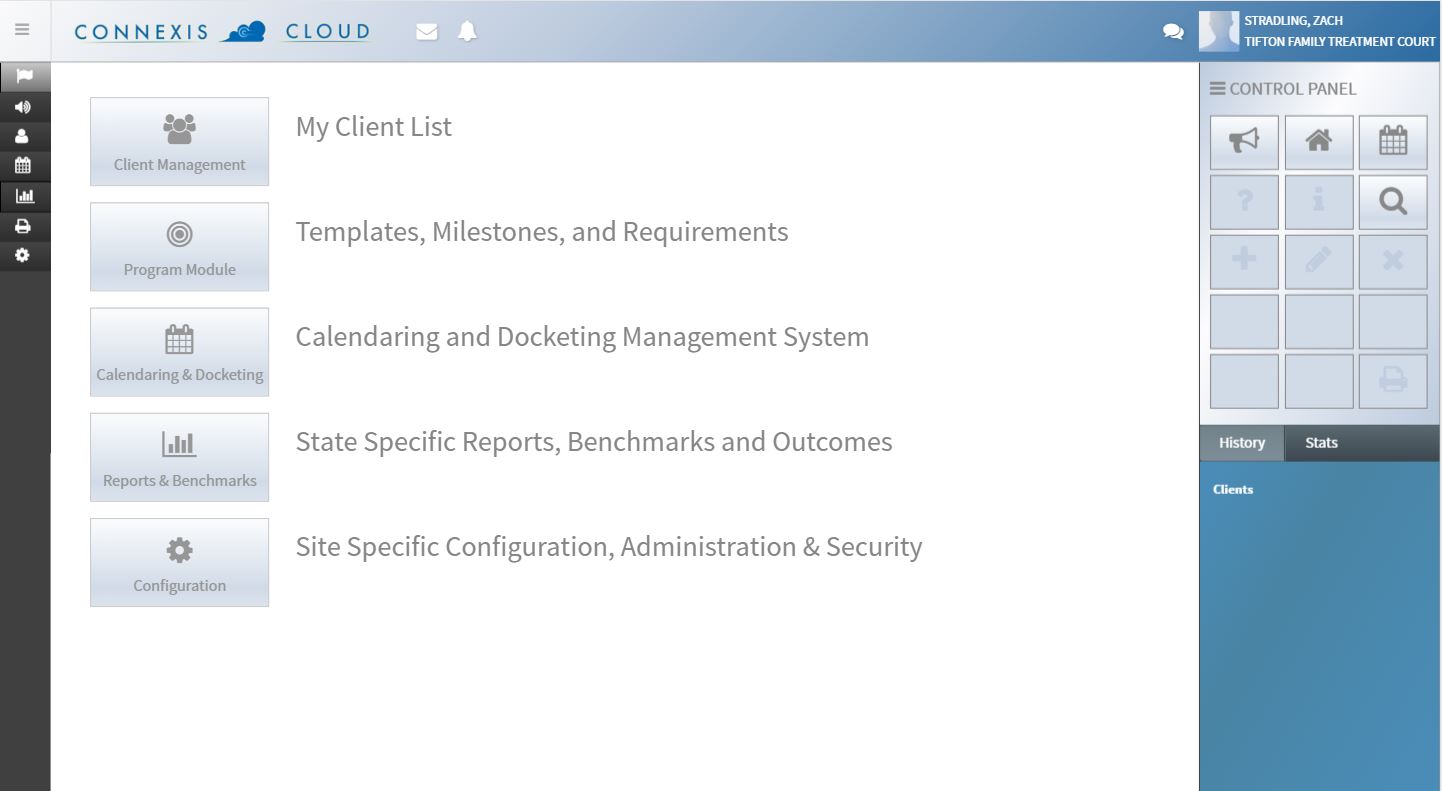 CONNEXIS CLOUD
STRADLING, ZACH
TIFTON FAMILY TREATMENT COURT
Client Management
My Client List
Program Module
Templates, Milestones, and Requirements
Calendaring & Docketing
Calendaring and Docketing Management System
Reports & Benchmarks
State Specific Reports, Benchmarks and Outcomes
Configuration
Site Specific Configuration, Administration & Security
CONTROL PANEL
?
i
History Stats
Clients